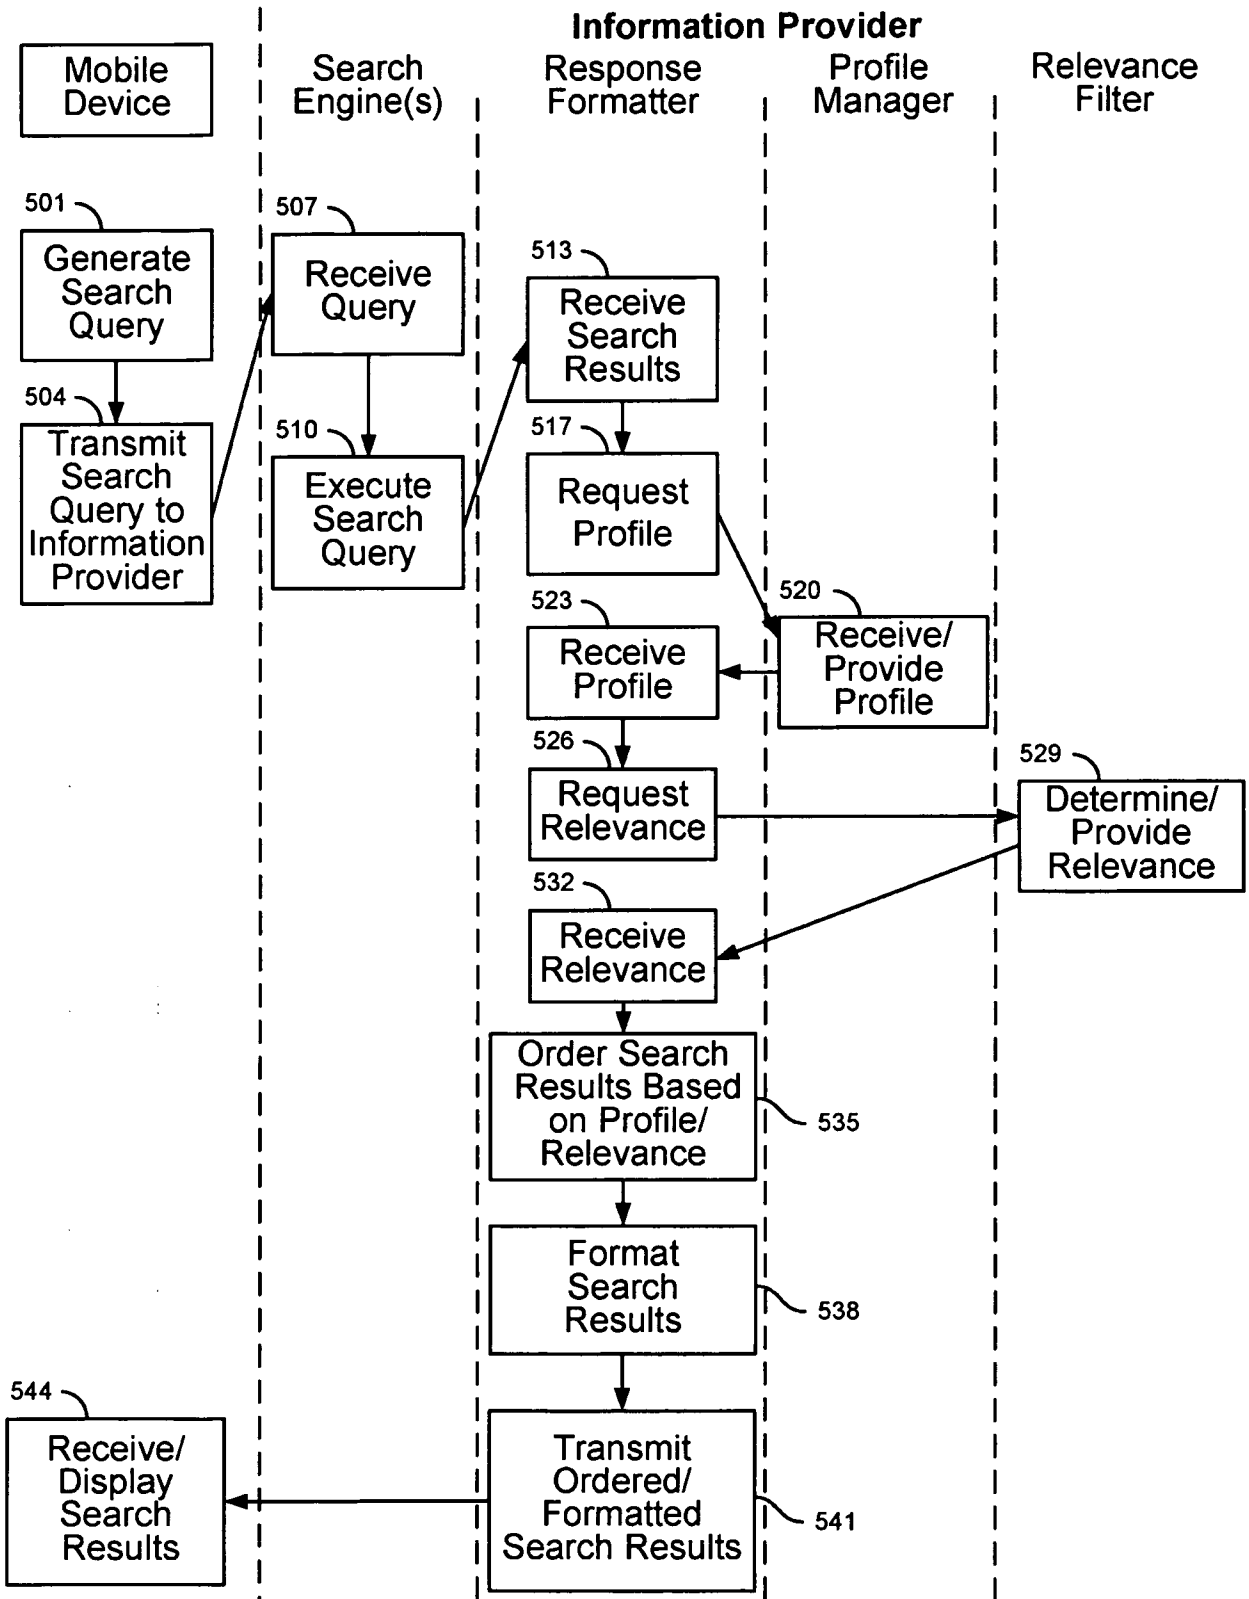 Information Provider
Mobile
Device
Search
Engine(s)
Response
Formatter
Profile
Manager
Relevance
Filter
501
Generate
Search
Query
504
Transmit
Search
Query to
Information
Provider
507
Receive
Query
510
Execute
Search
Query
513
Receive
Search
Results
517
Request
Profile
520
Receive/
Provide
Profile
523
Receive
Profile
526
Request
Relevance
529
Determine/
Provide
Relevance
532
Receive
Relevance
Order Search
Results Based
on Profile/
Relevance
535
Format
Search
Results
538
Transmit
Ordered/
Formatted
Search Results
541
544
Receive/
Display
Search
Results